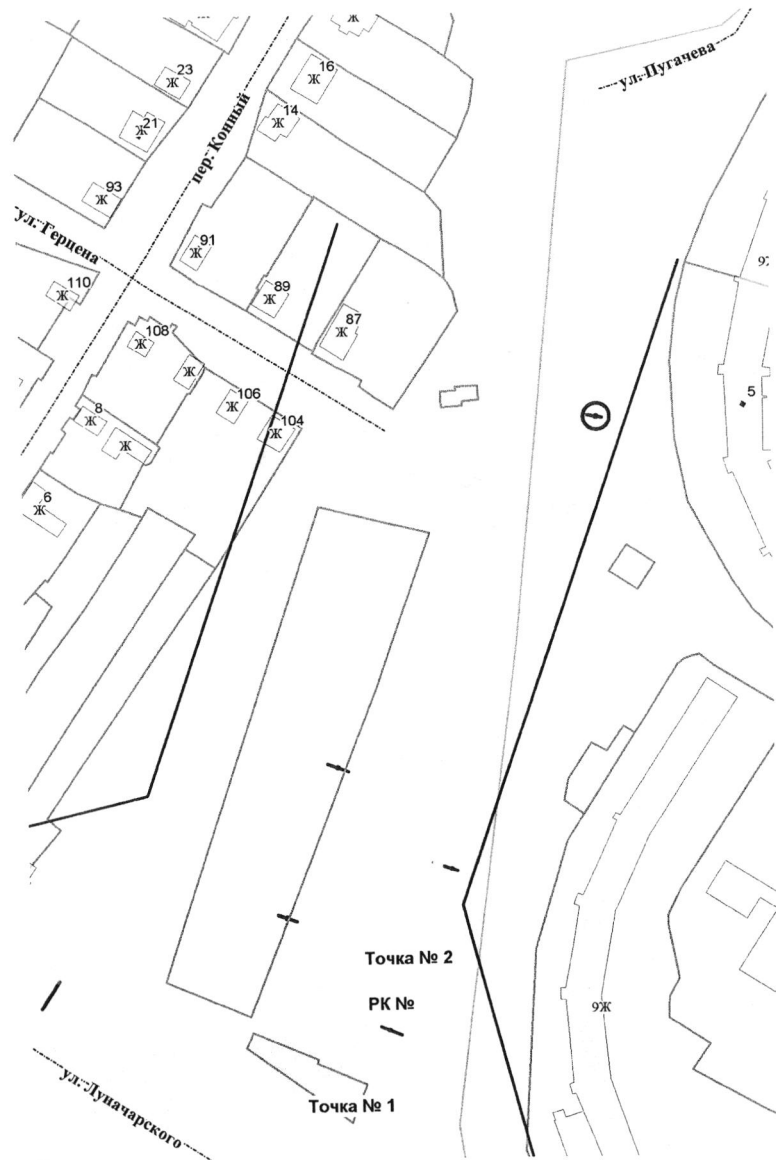 Ж
23
Ж
16
Ж
ул. Пугачева
21
Ж
14
Ж
пер. Конный
93
Ж
ул. Герцена
91
Ж
110
Ж
89
Ж
87
Ж
108
Ж
Ж
106
Ж
104
Ж
8
Ж
Ж
6
Ж
5
Точка № 2
РК №
9Ж
Точка № 1
ул. Луначарского